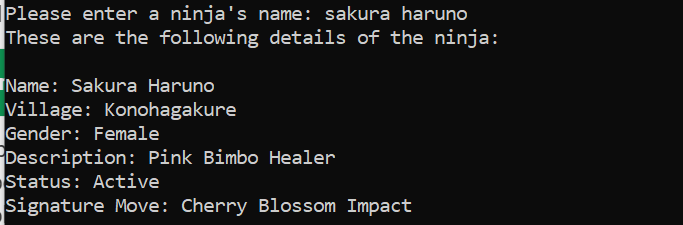 Please enter a ninja's name: sakura haruno
These are the following details of the ninja:
Name: Sakura Haruno
Village: Konohagakure
Gender: Female
Description: Pink Bimbo Healer
Status: Active
Signature Move: Cherry Blossom Impact